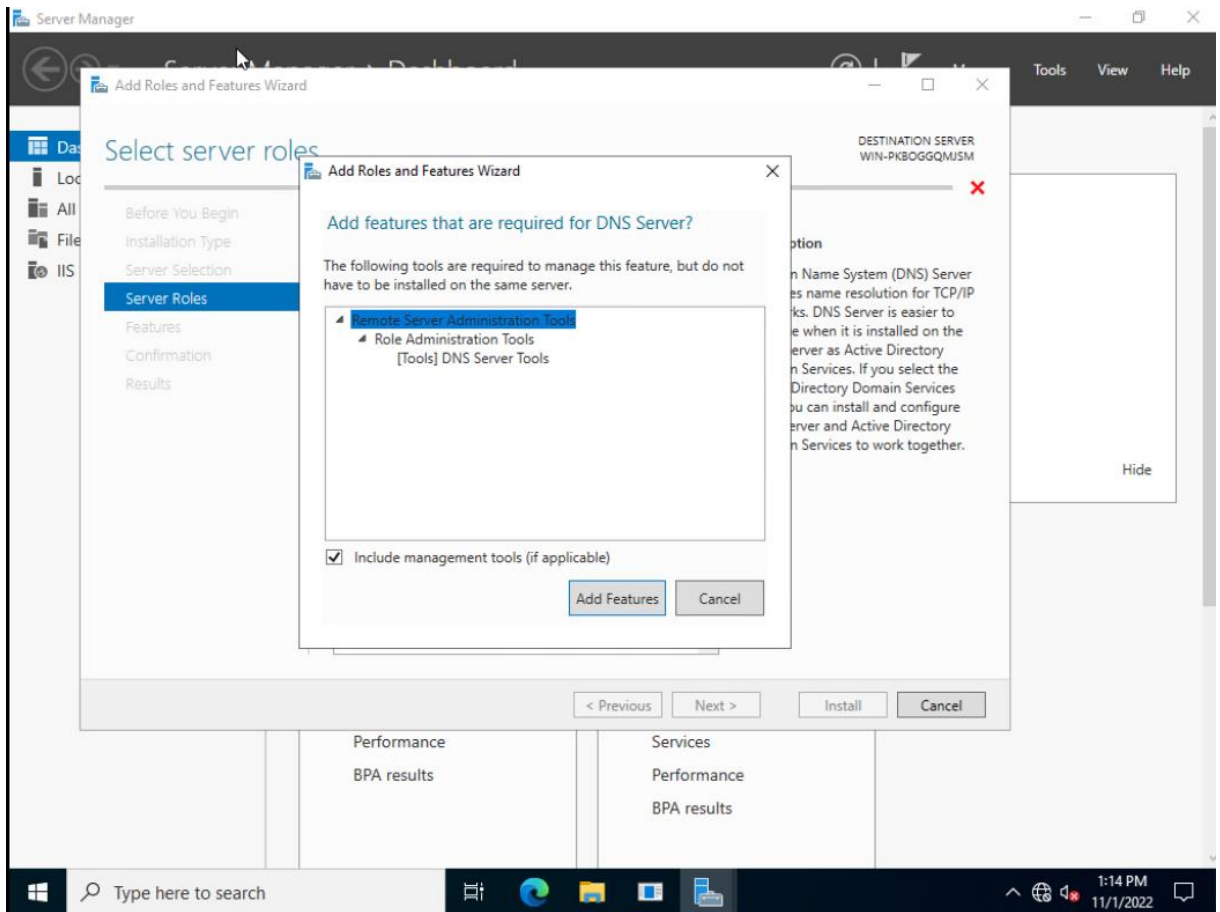 Server Manager
Tools View Help
Add Roles and Features Wizard
Select server roles
DESTINATION SERVER
WIN-PKBOGGQMJSM
Before You Begin
Installation Type
Server Selection
Server Roles
Features
Confirmation
Results
All
File
IIS
Add Roles and Features Wizard
Add features that are required for DNS Server?
The following tools are required to manage this feature, but do not
have to be installed on the same server.
Remote Server Administration Tools
Role Administration Tools
[Tools] DNS Server Tools
Include management tools (if applicable)
Add Features Cancel
Name System (DNS) Server
name resolution for TCP/IP
DNS Server is easier to
when it is installed on the
as Active Directory
Services. If you select the
Directory Domain Services
can install and configure
and Active Directory
Services to work together.
Hide
< Previous Next > Install Cancel
Performance
BPA results
Services
Performance
BPA results
Type here to search
1:14 PM
11/1/2022